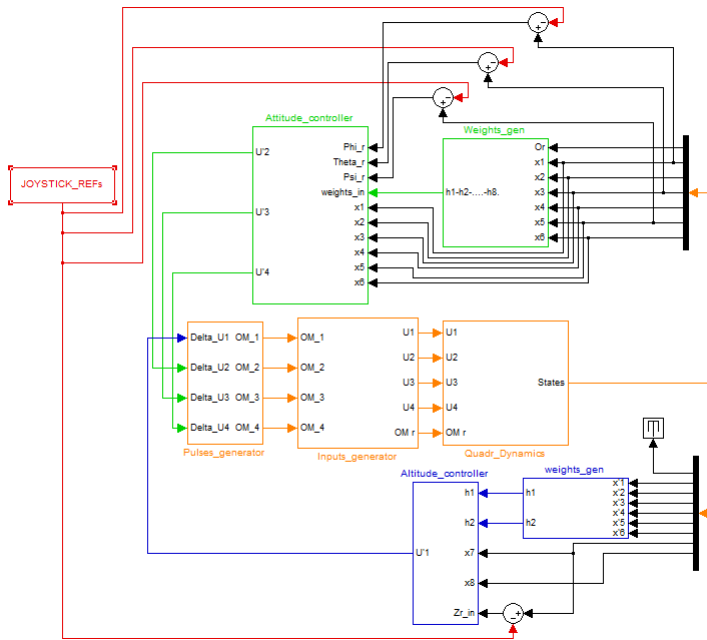 Attitude_controller
Weights_gen
JOYSTICK_REFs
U'2
U'3
U'4
Phi_r
Theta_r
Psi_r
weights_in
x1
x2
x3
x4
x5
x6
h1-h2-....-h8.
Or
x1
x2
x3
x4
x5
x6
Delta_U1
Delta_U2
Delta_U3
Delta_U4
OM_1
OM_2
OM_3
OM_4
Pulses_generator
OM_1
OM_2
OM_3
OM_4
U1
U2
U3
U4
OM r
Inputs_generator
U1
U2
U3
U4
OM r
States
Quadr_Dynamics
Altitude_controller
U'1
h1
h2
x7
x8
Zr_in
weights_gen
h1
h2
x'1
x'2
x'3
x'4
x'5
x'6